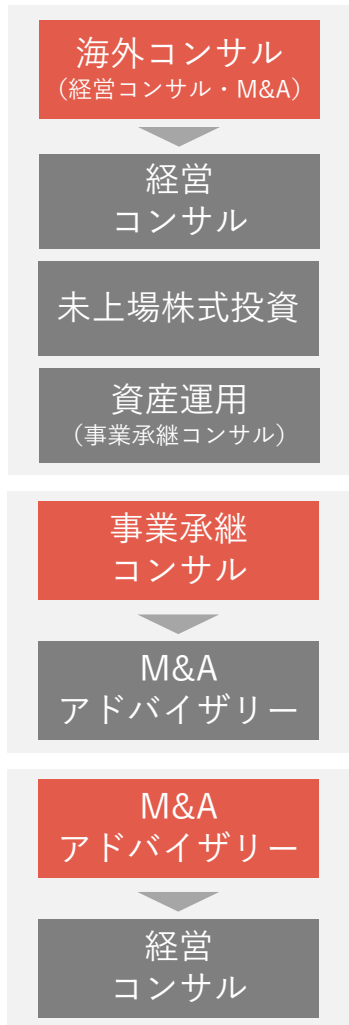 海外コンサル
（経営コンサル・M&A）
経営
コンサル
未上場株式投資
資産運用
（事業承継コンサル）
事業承継
コンサル
M&A
アドバイザリー
M&A
アドバイザリー
経営
コンサル